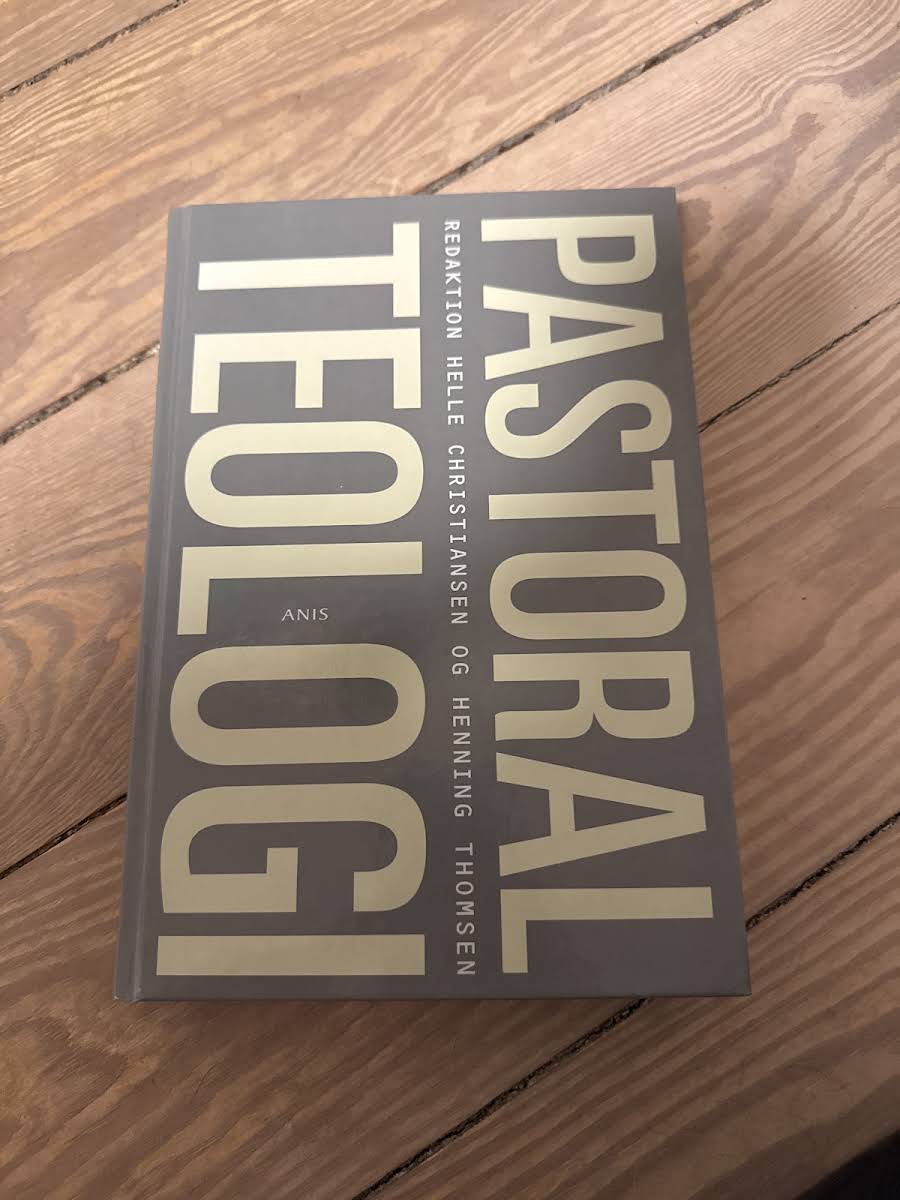 PASTORAL
REDAKTION HELLE CHRISTIANSEN OG HENNING THOMSEN
TEOLOGI
ANIS